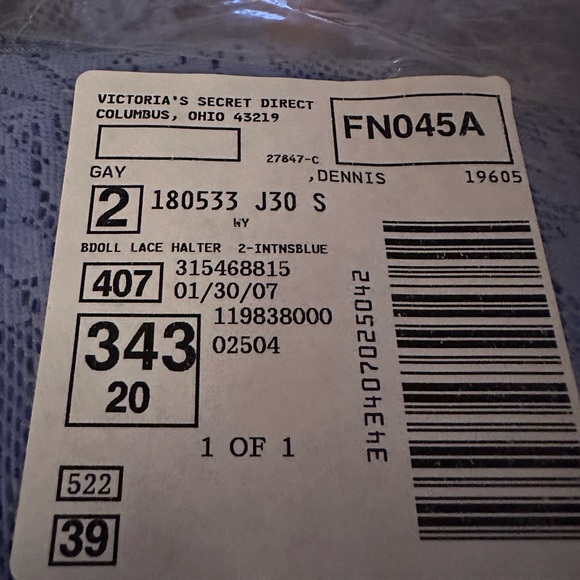 VICTORIA'S SECRET DIRECT
COLUMBUS, OHIO 43219
FN045A
27847-C
GAY ,DENNIS 19605
2 180533 J30 S
WY
BDOLL LACE HALTER 2-INTNSBLUE
407 315468815
01/30/07
119838000
343 02504
20
1 OF 1
522
39